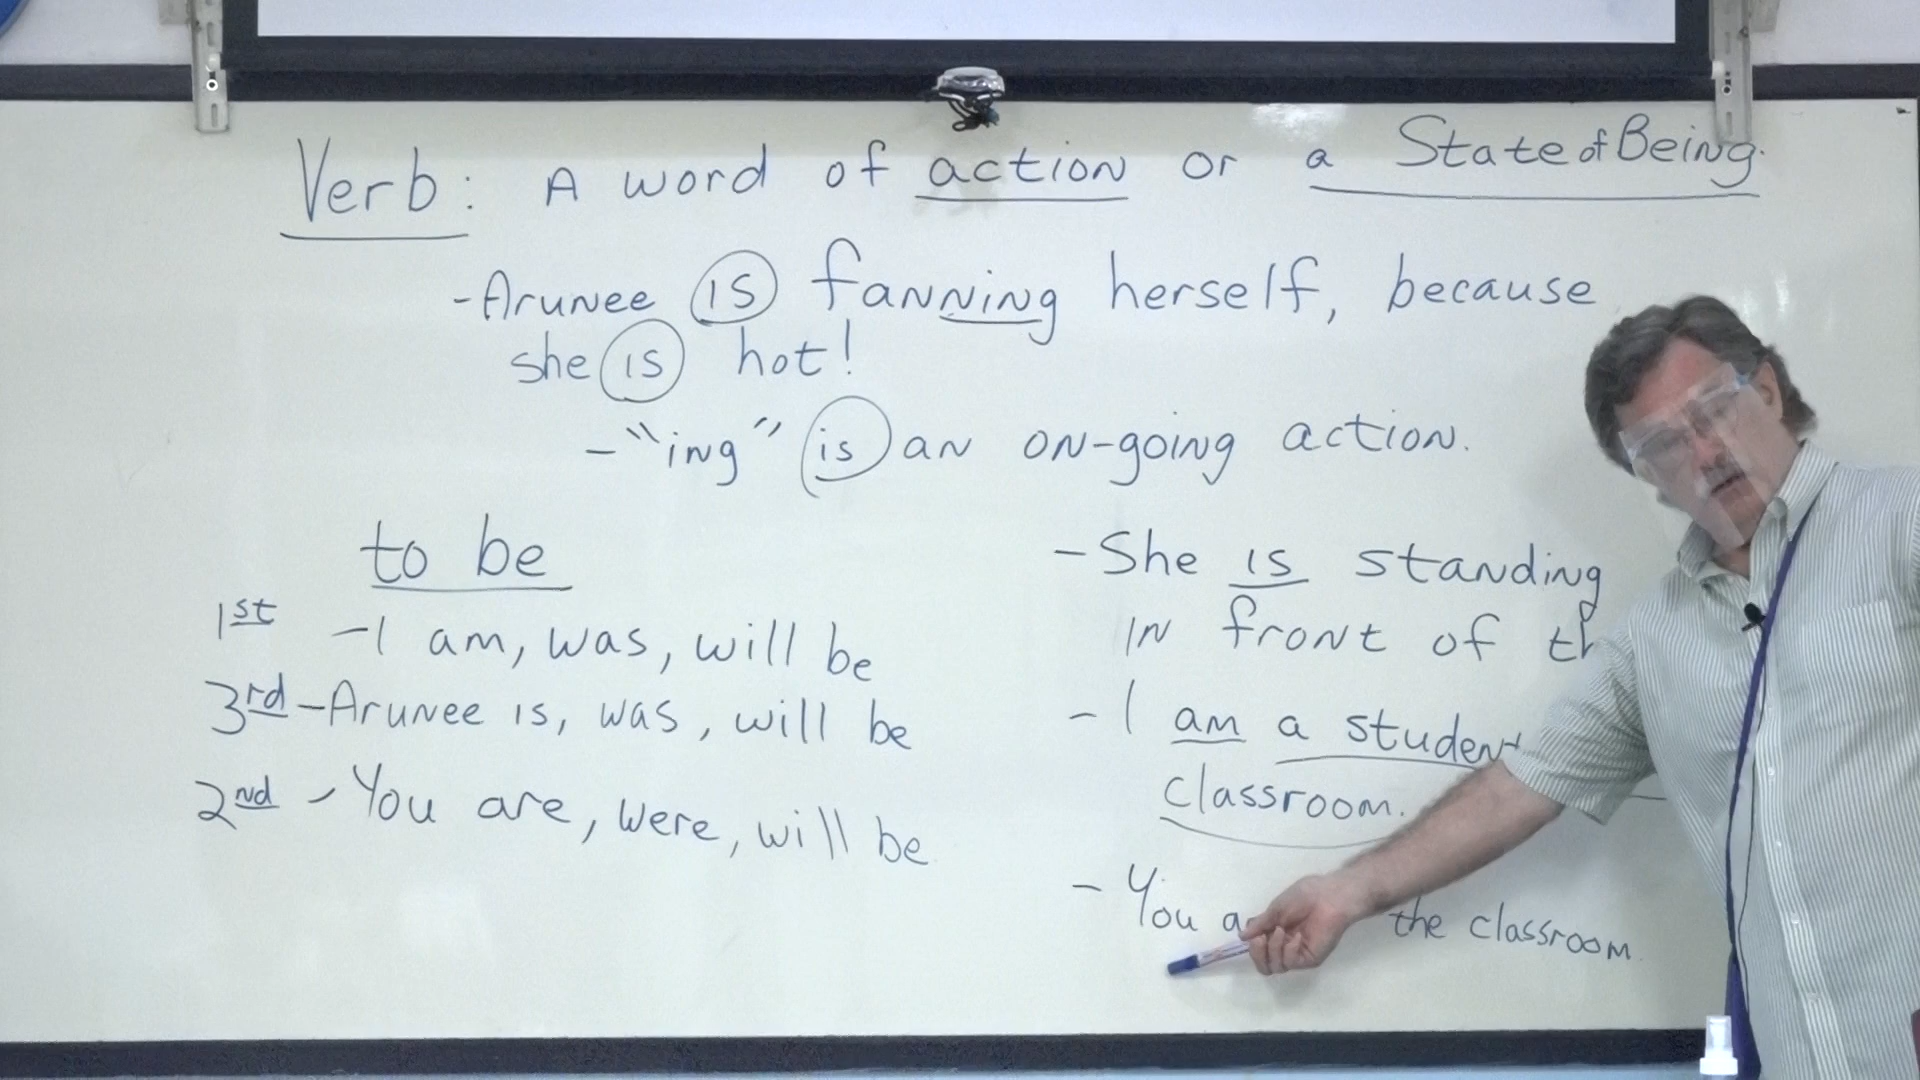 Verb: A word of action or a State of Being.
- Arunee is fanning herself, because
she is hot!
- "ing" is an on-going action.
to be
1st - I am, was, will be
3rd - Arunee is, was, will be
2nd - You are, were, will be
- She is standing
in front of
- I am a student
classroom.
- You the classroom